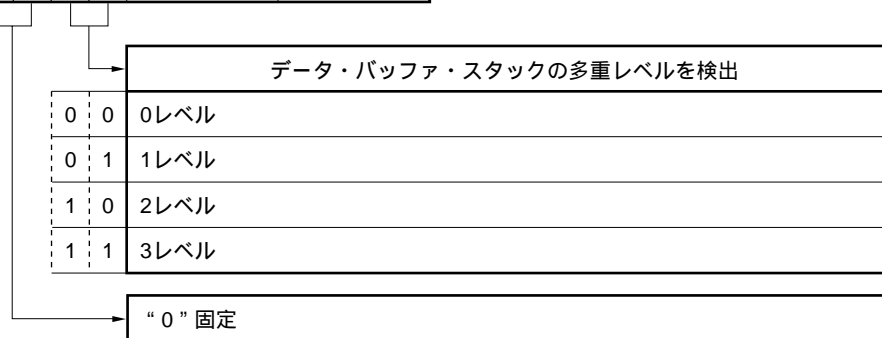 データ・バッファ・スタックの多重レベルを検出
0 0 0レベル
0 1 1レベル
1 0 2レベル
1 1 3レベル
“0”固定